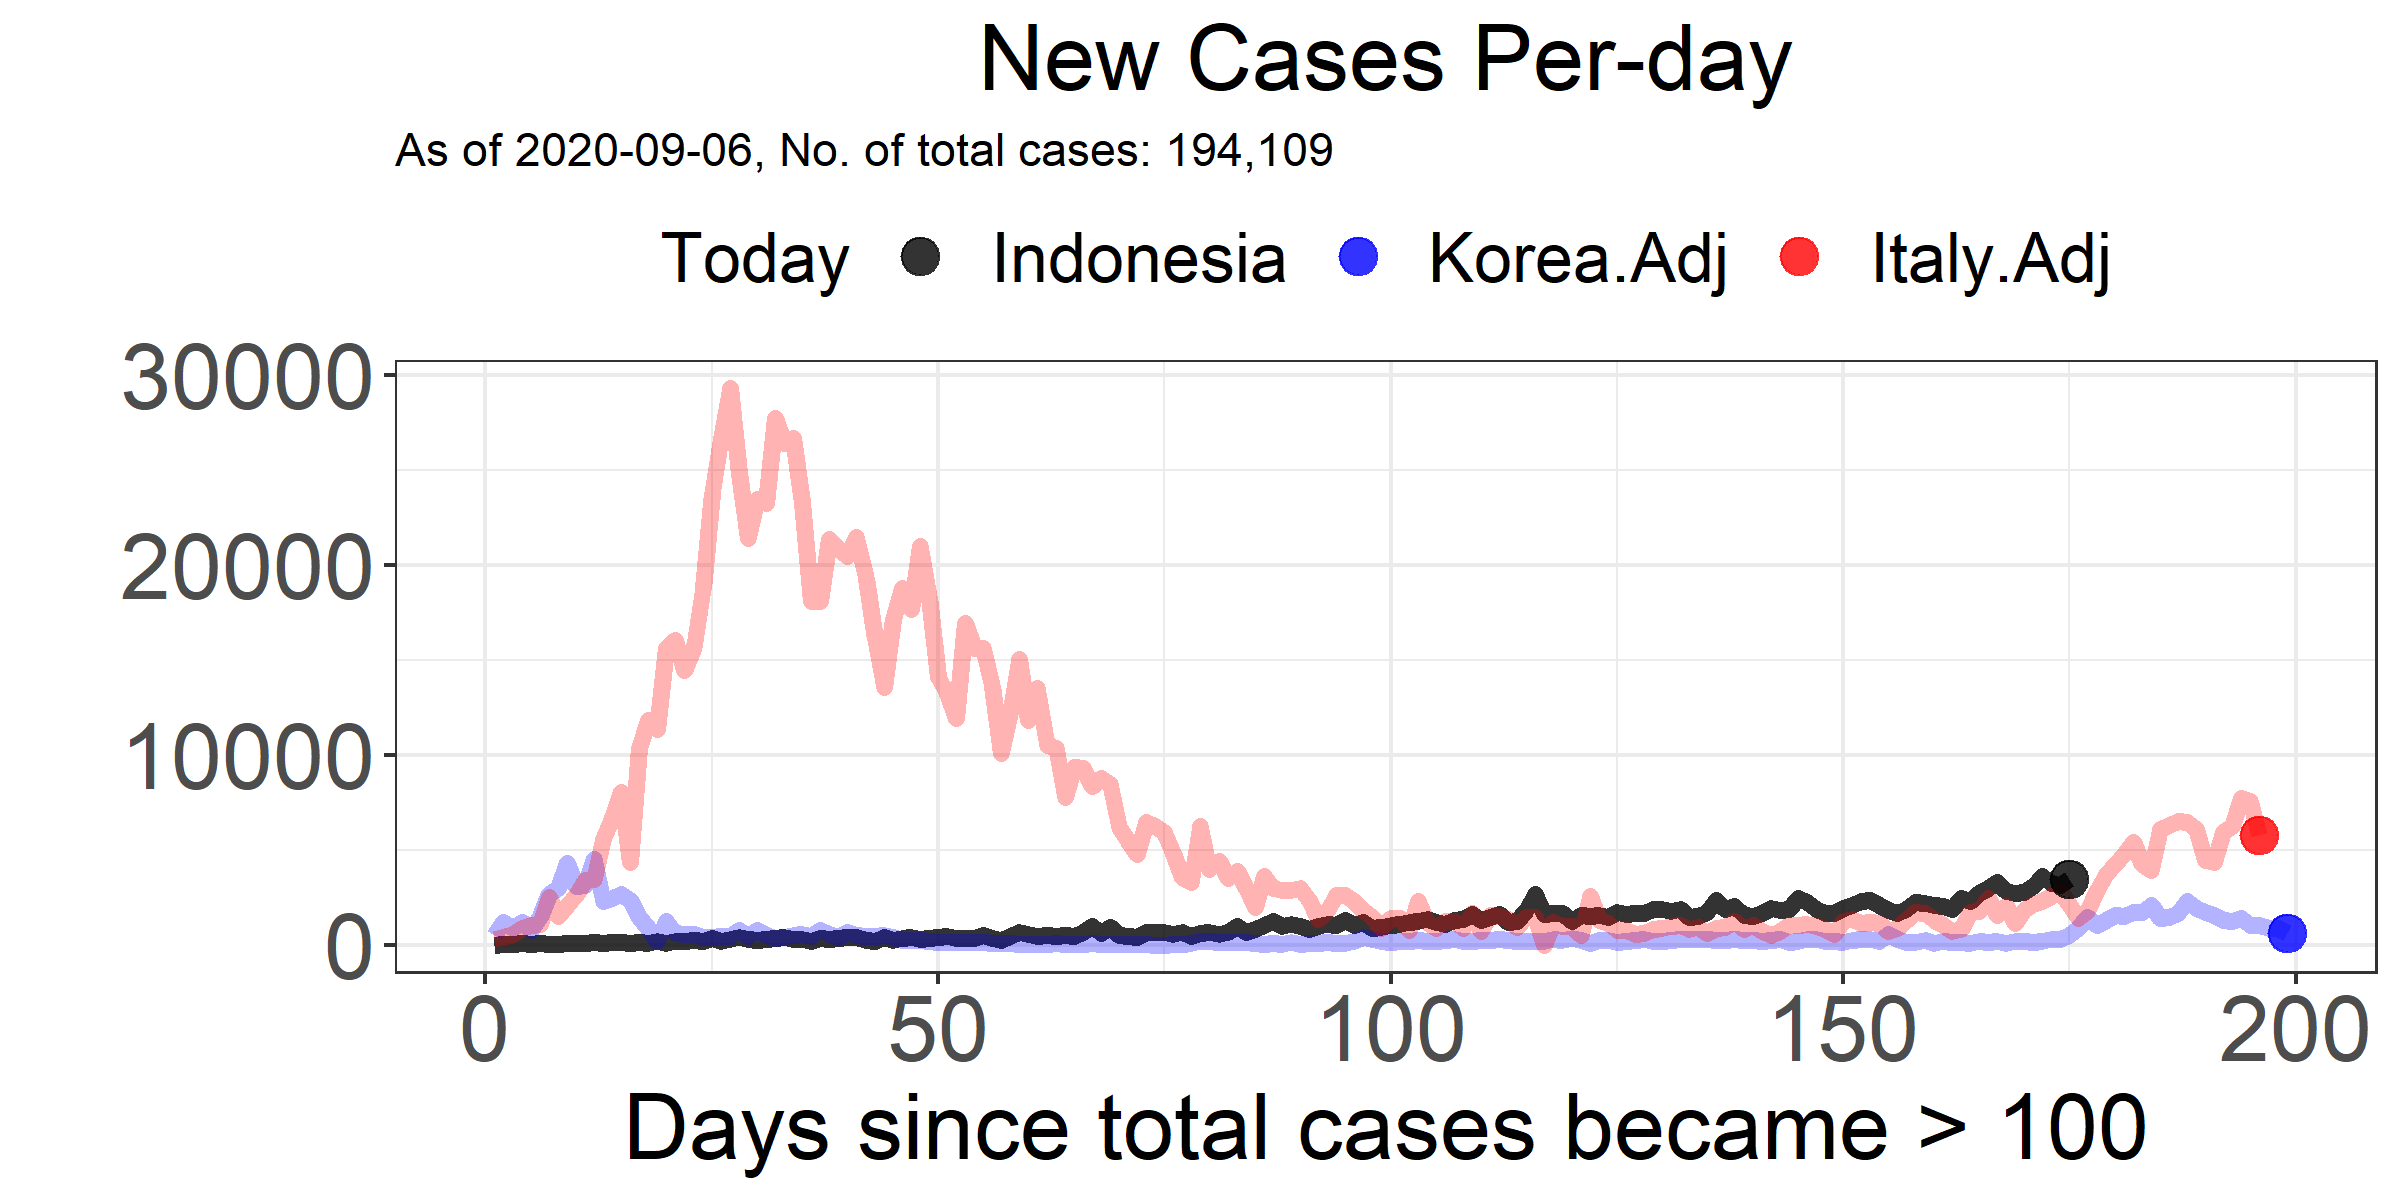 New Cases Per-day
As of 2020-09-06, No. of total cases: 194,109
Today Indonesia Korea.Adj Italy.Adj
30000
20000
10000
0
0 50 100 150 200
Days since total cases became > 100